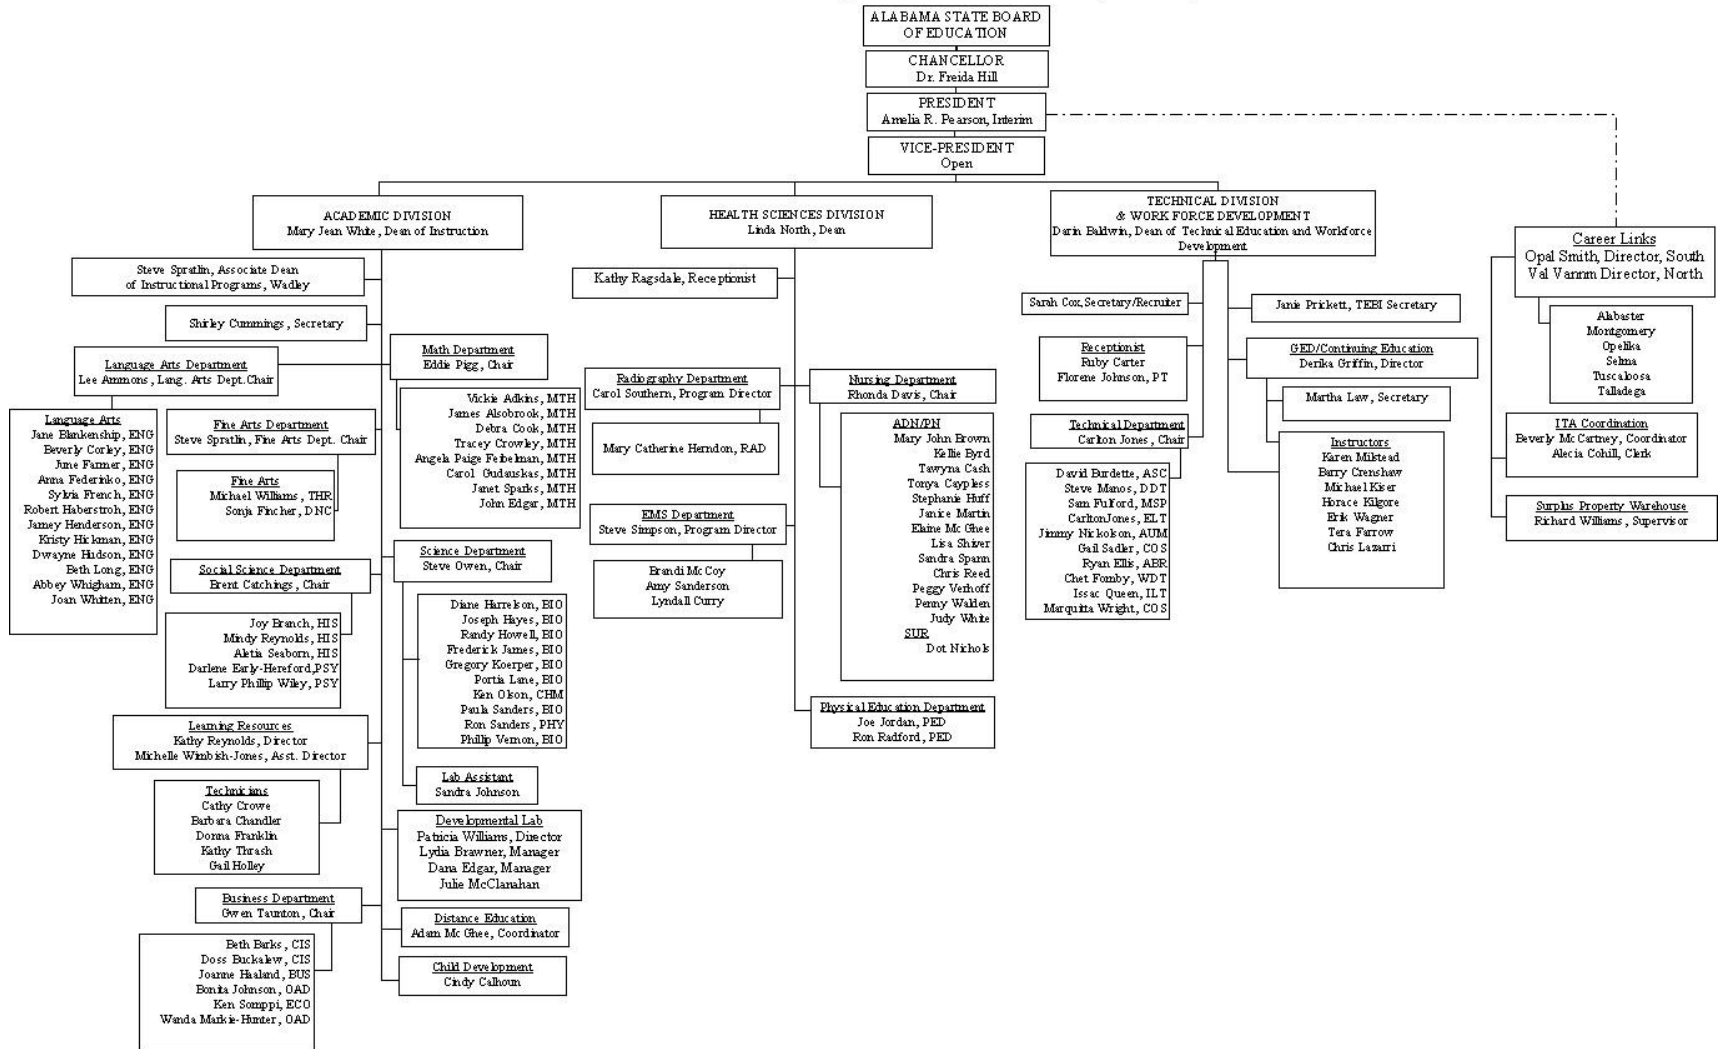 ALABAMA STATE BOARD
OF EDUCATION
CHANCELLOR
Dr. Freida Hill
PRESIDENT
Amelia R. Pearson, Interim
VICE-PRESIDENT
Open
ACADEMIC DIVISION
Mary Jean White, Dean of Instruction
Steve Spratlin, Associate Dean
of Instructional Programs, Wadley
Shirley Cummings, Secretary
Language Arts Department
Lee Ammons, Lang. Arts Dept.Chair
Language Arts
Jane Blankenship, ENG
Beverly Corley, ENG
June Farmer, ENG
Anna Federinko, ENG
Sylvia French, ENG
Robert Haberstroh, ENG
Jamey Henderson, ENG
Kristy Hickman, ENG
Dwayne Hudson, ENG
Beth Long, ENG
Abbey Whigham, ENG
Joan Whitten, ENG
Math Department
Eddie Pigg, Chair
Vickie Adkins, MTH
James Alsobrook, MTH
Debra Cook, MTH
Tracey Crowley, MTH
Angela Paige Feibelman, MTH
Carol Gudauskas, MTH
Janet Sparks, MTH
John Edgar, MTH
Fine Arts Department
Steve Spratlin, Fine Arts Dept. Chair
Fine Arts
Michael Williams, THR
Sonja Fincher, DNC
Science Department
Steve Owen, Chair
Diane Harrelson, BIO
Joseph Hayes, BIO
Randy Howell, BIO
Frederick James, BIO
Gregory Koerper, BIO
Portia Lane, BIO
Ken Olson, CHM
Paula Sanders, BIO
Ron Sanders, PHY
Phillip Vernon, BIO
Lab Assistant
Sandra Johnson
Social Science Department
Brent Catchings, Chair
Joy Branch, HIS
Mindy Reynolds, HIS
Aletia Seaborn, HIS
Darlene Early-Hereford,PSY
Larry Phillip Wiley, PSY
Learning Resources
Kathy Reynolds, Director
Michelle Wimbish-Jones, Asst. Director
Technicians
Cathy Crowe
Barbara Chandler
Donna Franklin
Kathy Thrash
Gail Holley
Developmental Lab
Patricia Williams, Director
Lydia Brawner, Manager
Dana Edgar, Manager
Julie McClanahan
Business Department
Gwen Taunton, Chair
Beth Barks, CIS
Doss Buckalew, CIS
Joanne Haaland, BUS
Bonita Johnson, OAD
Ken Somppi, ECO
Wanda Markie-Hunter, OAD
Distance Education
Adam Mc Ghee, Coordinator
Child Development
Cindy Calhoun
HEALTH SCIENCES DIVISION
Linda North, Dean
Kathy Ragsdale, Receptionist
Radiography Department
Carol Southern, Program Director
Mary Catherine Herndon, RAD
EMS Department
Steve Simpson, Program Director
Brandi Mc Coy
Amy Sanderson
Lyndall Curry
Nursing Department
Rhonda Davis, Chair
ADN/PN
Mary John Brown
Kellie Byrd
Tawyna Cash
Tonya Caypless
Stephanie Huff
Janice Martin
Elaine Mc Ghee
Lisa Shiver
Sandra Spann
Chris Reed
Peggy Verhoff
Penny Walden
Judy White
SUR
Dot Nichols
Physical Education Department
Joe Jordan, PED
Ron Radford, PED
TECHNICAL DIVISION
& WORK FORCE DEVELOPMENT
Darin Baldwin, Dean of Technical Education and Workforce
Development
Sarah Cox,Secretary/Recruiter
Janie Prickett, TEBI Secretary
Receptionist
Ruby Carter
Florene Johnson, PT
Technical Department
Carlton Jones, Chair
David Burdette, ASC
Steve Manos, DDT
Sam Fulford, MSP
CarltonJones, ELT
Jimmy Nickolson, AUM
Gail Sadler, COS
Ryan Ellis, ABR
Chet Fomby, WDT
Issac Queen, ILT
Marquitta Wright, COS
GED/Continuing Education
Derika Griffin, Director
Martha Law, Secretary
Instructors
Karen Milstead
Barry Crenshaw
Michael Kiser
Horace Kilgore
Erik Wagner
Tera Farrow
Chris Lazarri
Career Links
Opal Smith, Director, South
Val Vannm Director, North
Alabaster
Montgomery
Opelika
Selma
Tuscaloosa
Talladega
ITA Coordination
Beverly Mc Cartney, Coordinator
Alecia Cohill, Clerk
Surplus Property Warehouse
Richard Williams, Supervisor